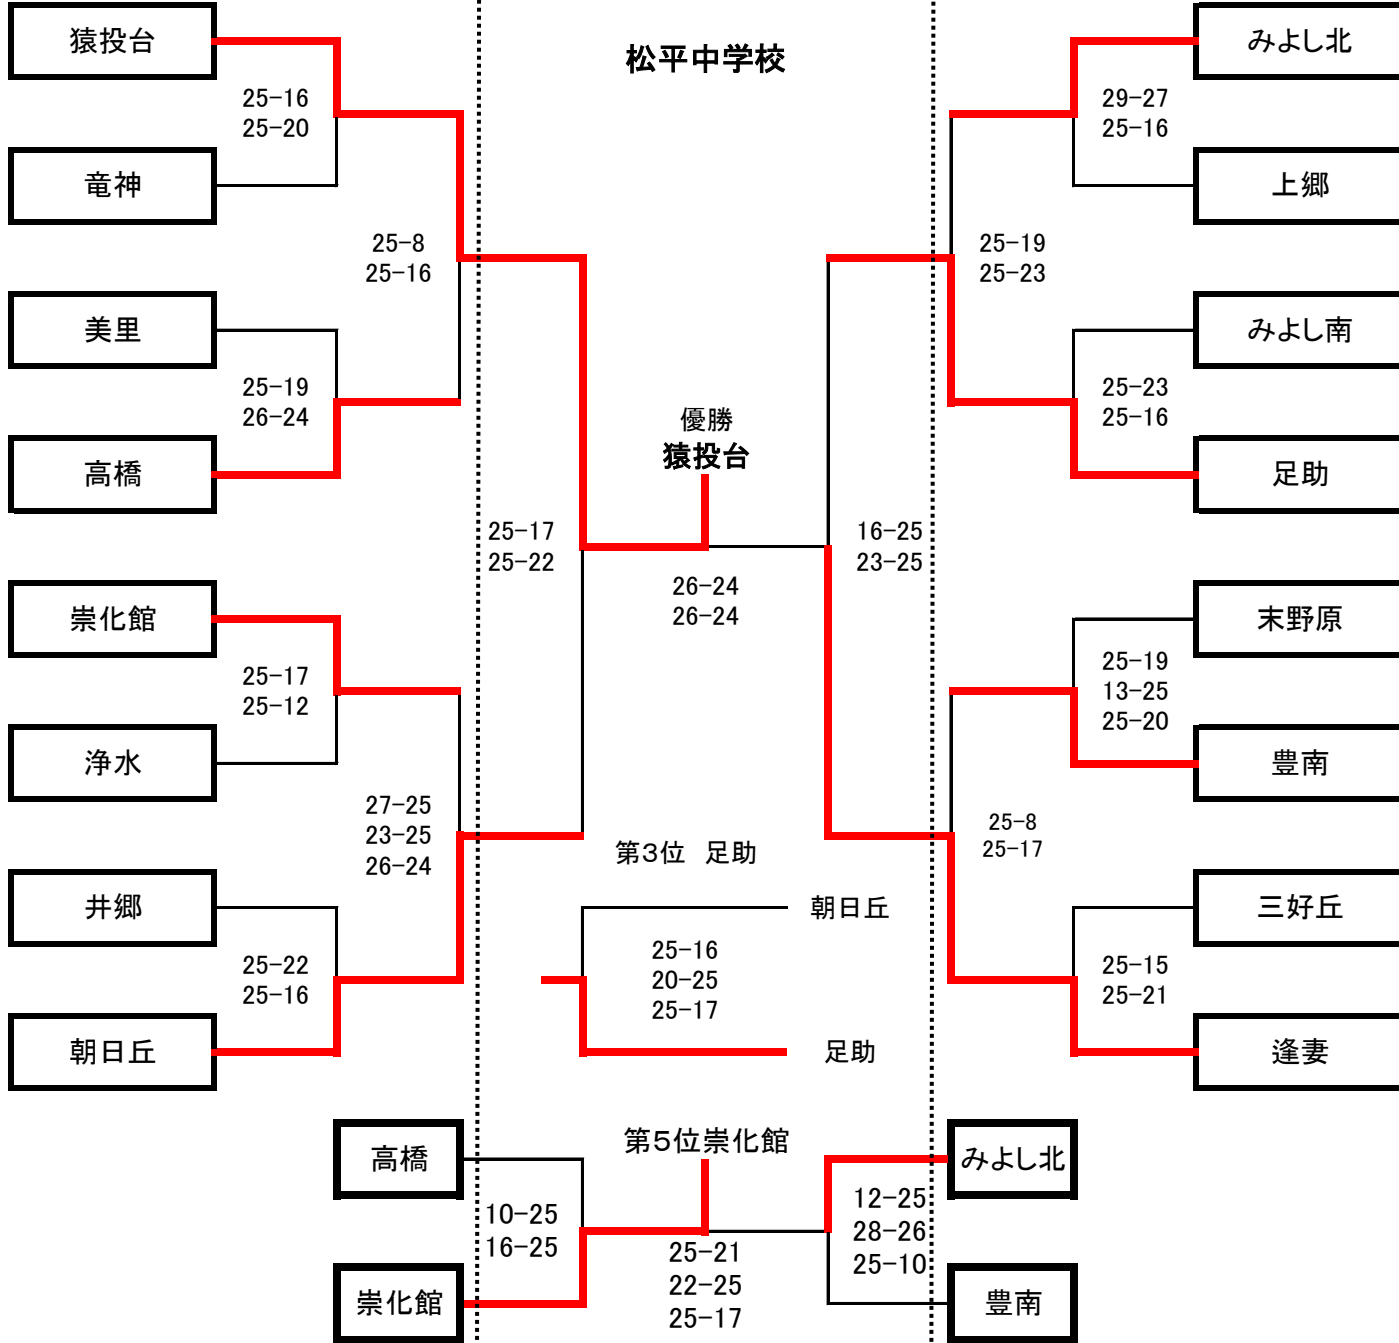 松平中学校
猿投台
25-16
25-20
竜神
25-8
25-16
美里
25-19
26-24
高橋
25-17
25-22
崇化館
25-17
25-12
浄水
27-25
23-25
26-24
井郷
25-22
25-16
朝日丘
優勝
猿投台
26-24
26-24
みよし北
29-27
25-16
上郷
25-19
25-23
みよし南
25-23
25-16
足助
16-25
23-25
末野原
25-19
13-25
25-20
豊南
25-8
25-17
三好丘
25-15
25-21
逢妻
第3位 足助
朝日丘
25-16
20-25
25-17
足助
第5位崇化館
高橋
10-25
16-25
崇化館
25-21
22-25
25-17
みよし北
12-25
28-26
25-10
豊南